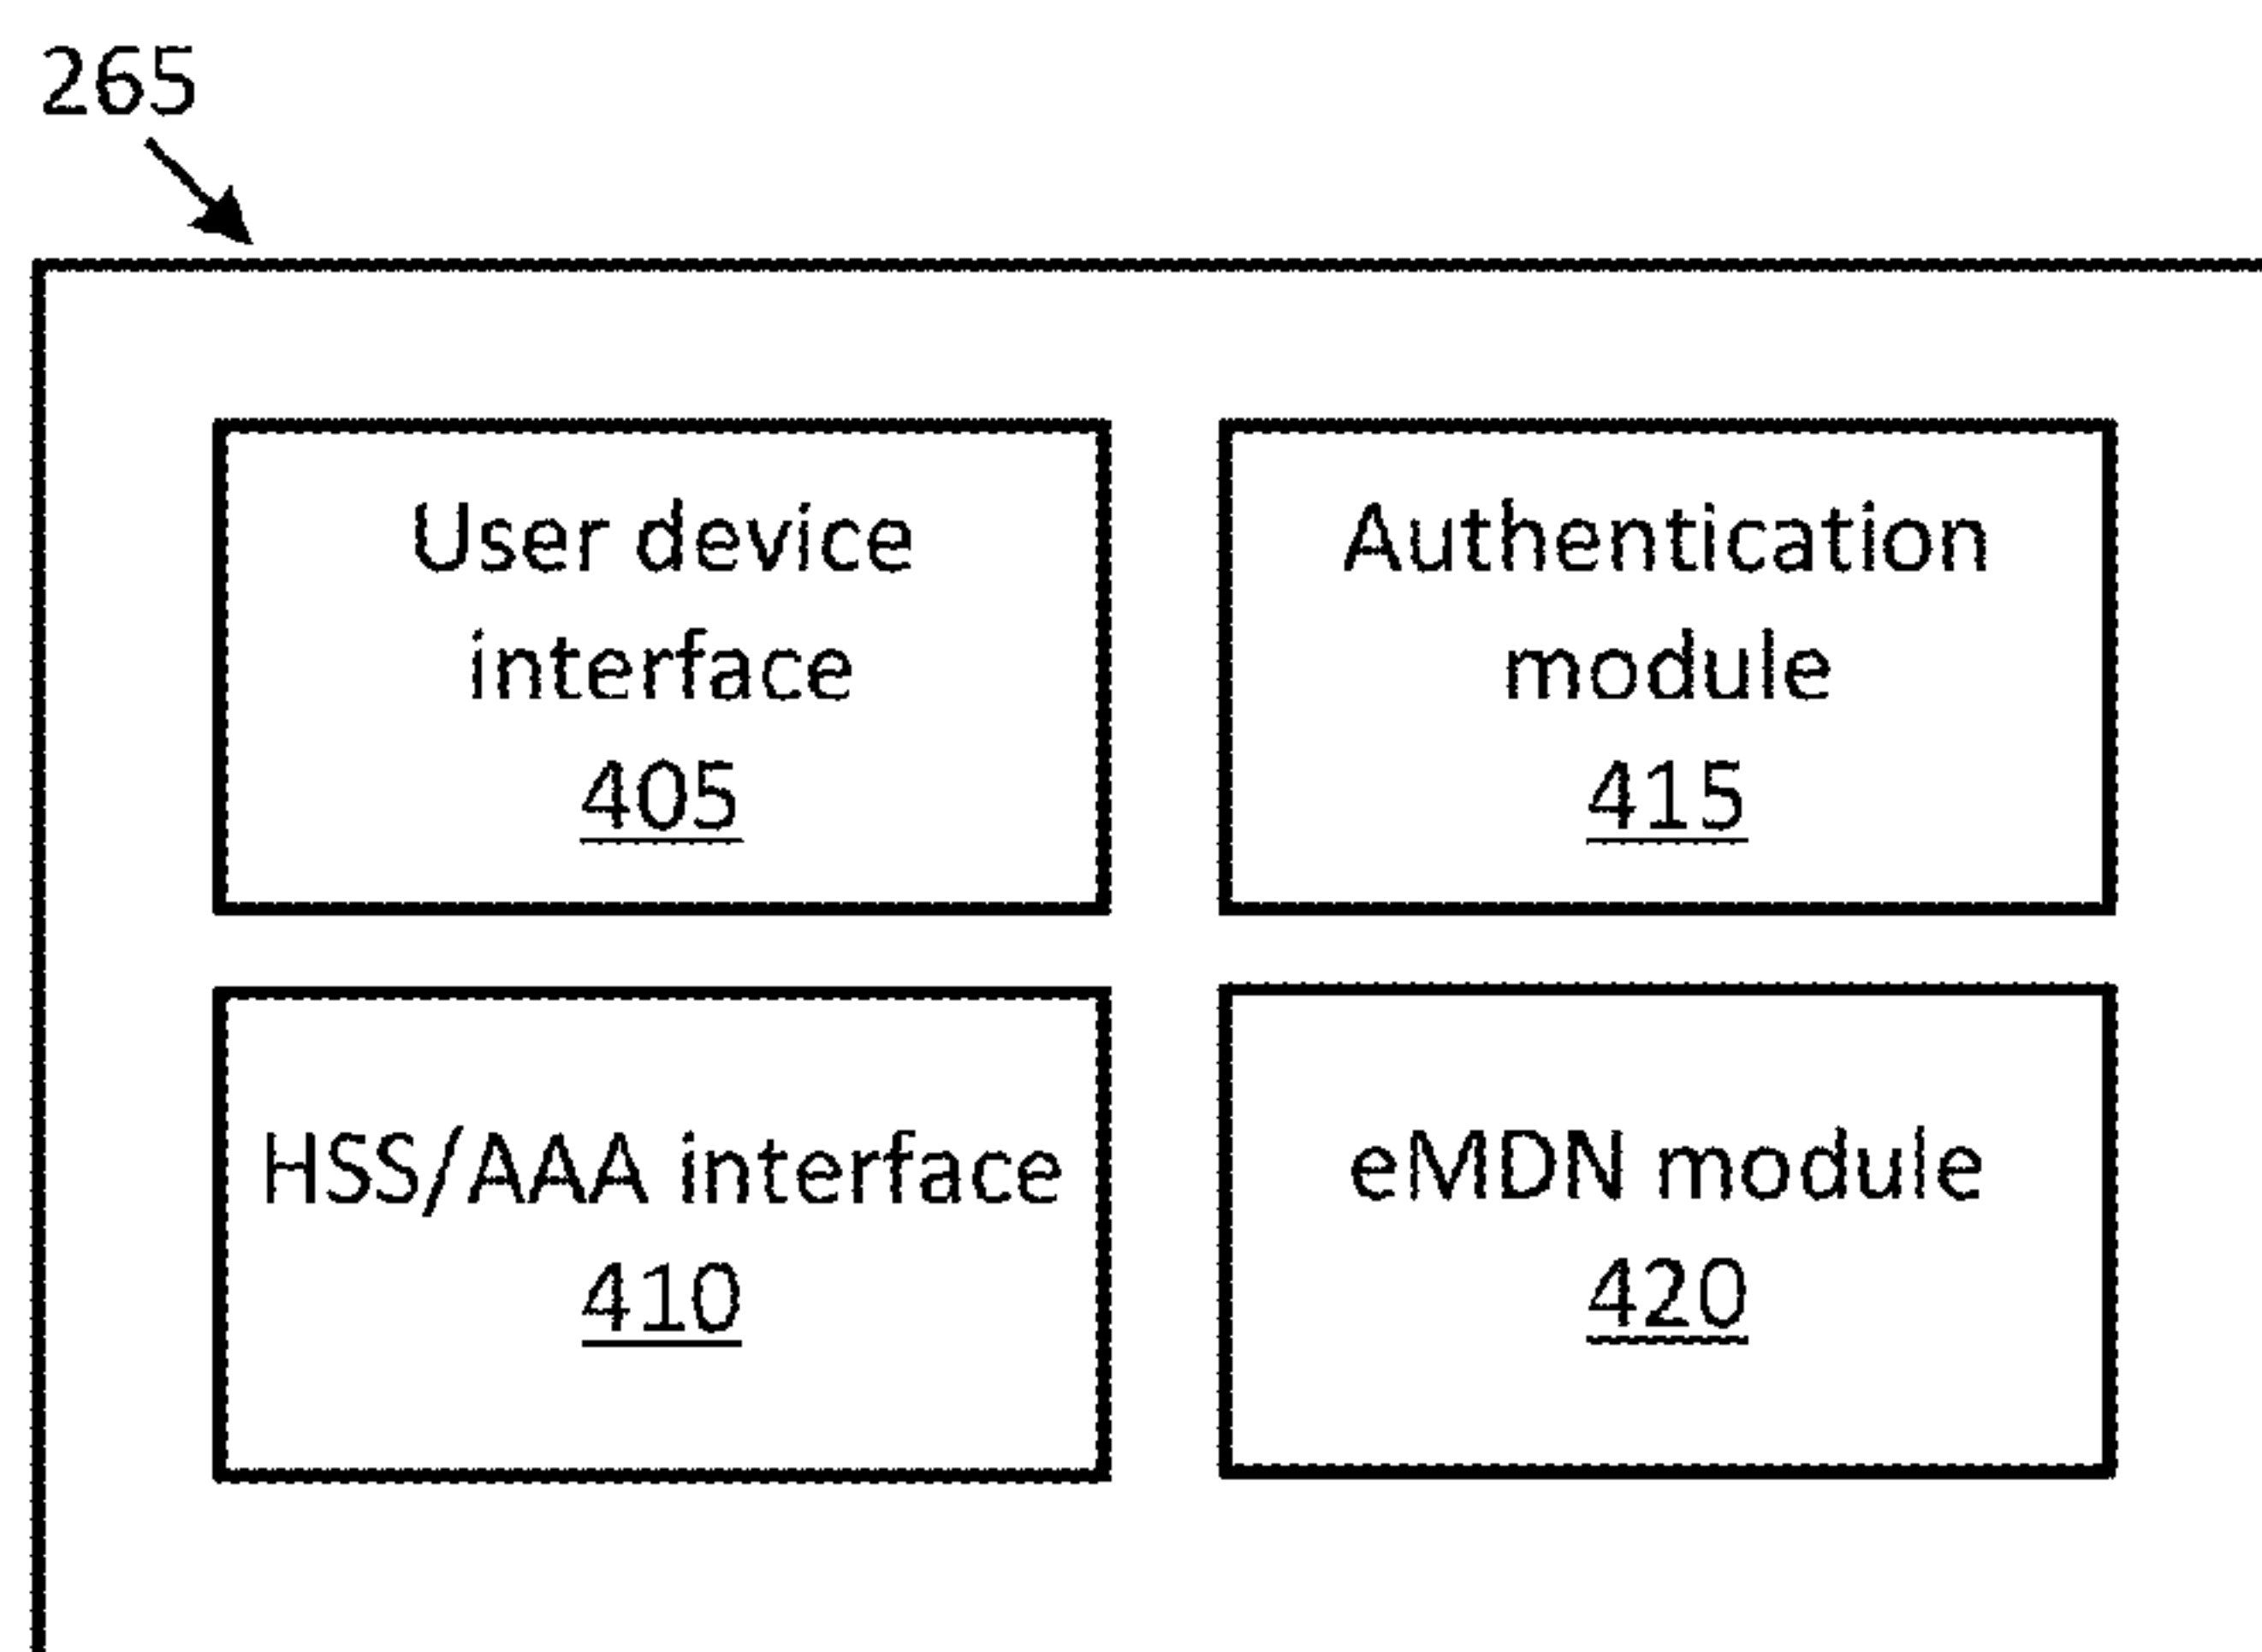 265
User device
interface
405
Authentication
module
415
HSS/AAA interface
410
eMDN module
420